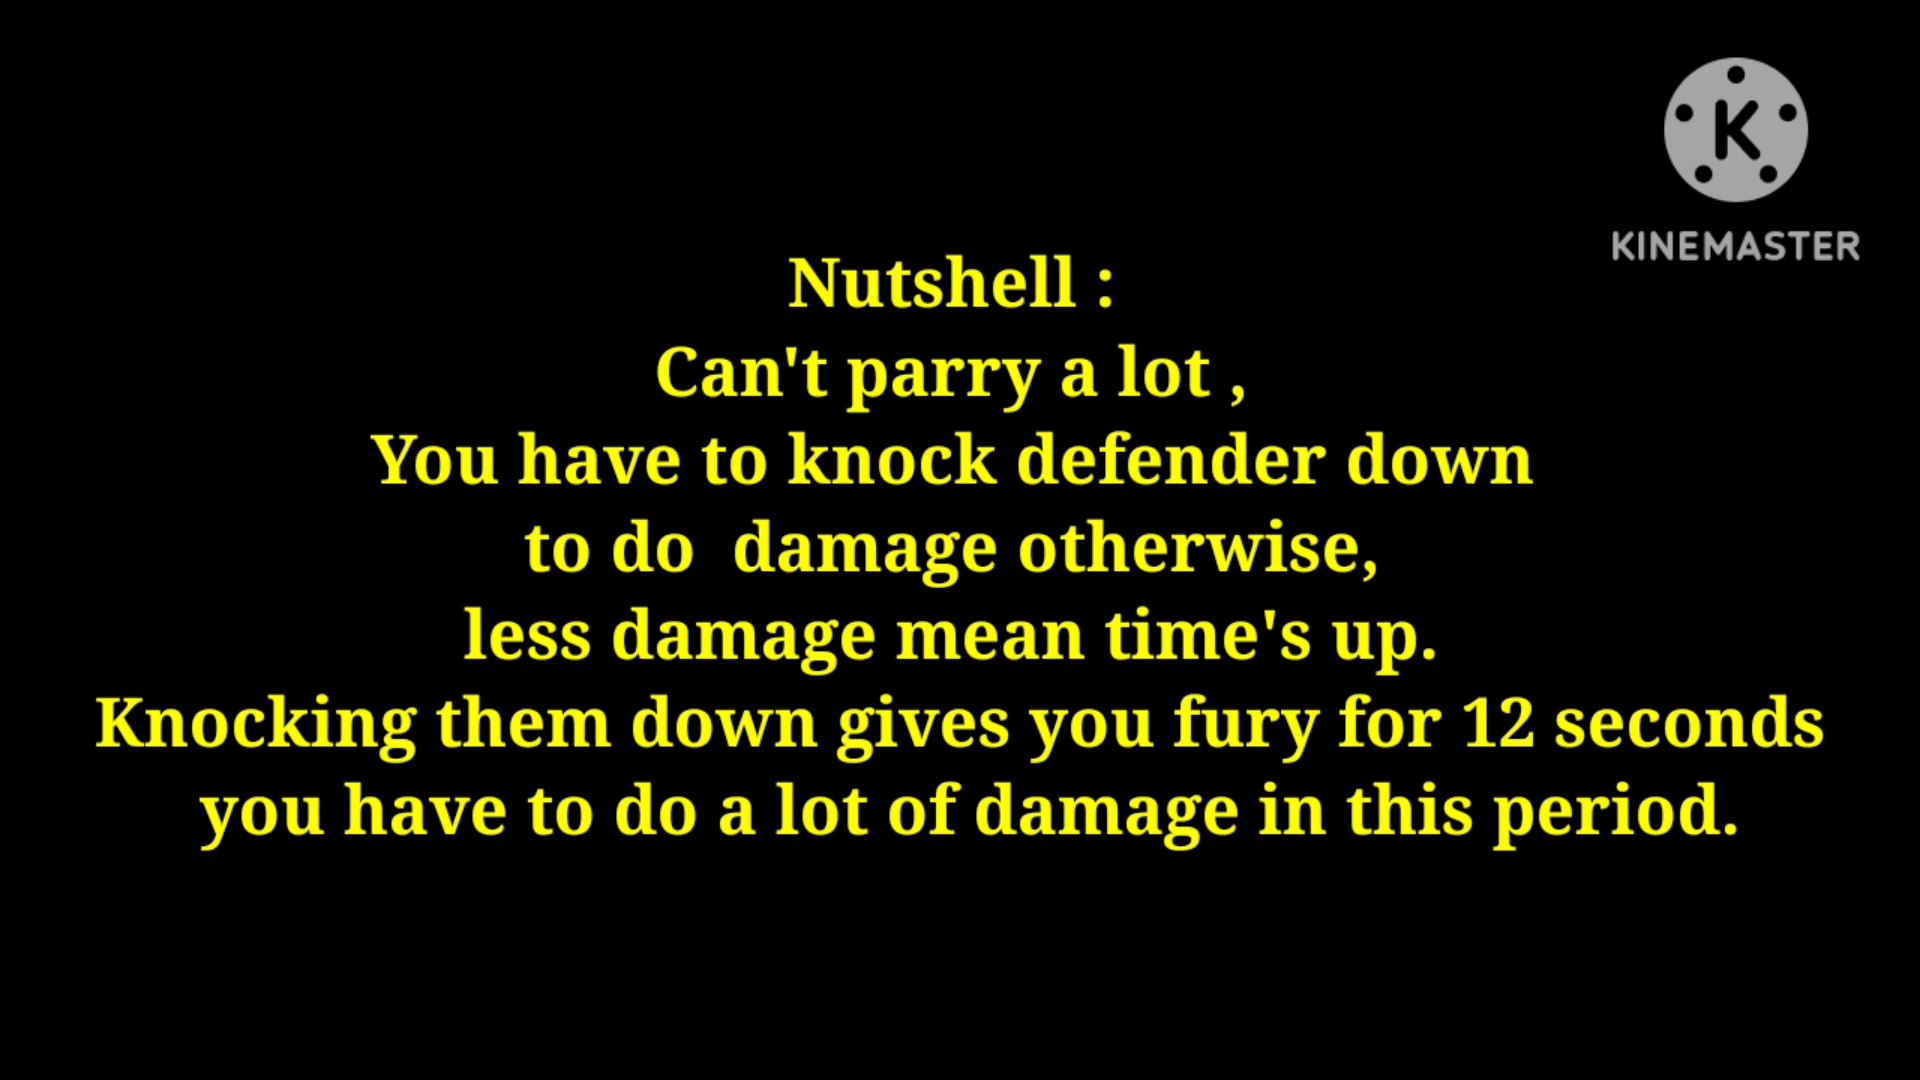 K
KINEMASTER
Nutshell :
Can't parry a lot ,
You have to knock defender down
to do  damage otherwise,
less damage mean time's up.
Knocking them down gives you fury for 12 seconds
you have to do a lot of damage in this period.